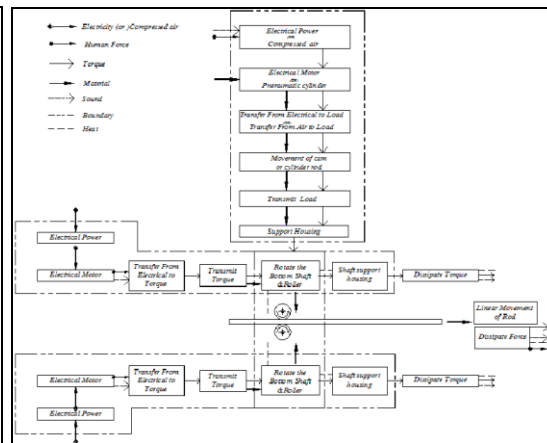 Electricity (or )Compressed air
Human Force
Torque
Material
Sound
Boundary
Heat
Electrical Power
or
Compressed air
Electrical Motor
or
Pneumatic cylinder
Transfer From Electrical to Load
or
Transfer From Air to Load
Movement of cam
or cylinder rod
Transmit Load
Support Housing
Electrical Power
Electrical Motor
Transfer From
Electrical to
Torque
Transmit
Torque
Rotate the
Bottom Shaft
& Roller
Shaft support
housing
Dissipate Torque
Linear Movement
of Rod
Dissipate Force
Electrical Motor
Transfer From
Electrical to
Torque
Transmit
Torque
Rotate the
Bottom Shaft
& Roller
Shaft support
housing
Dissipate Torque
Electrical Power